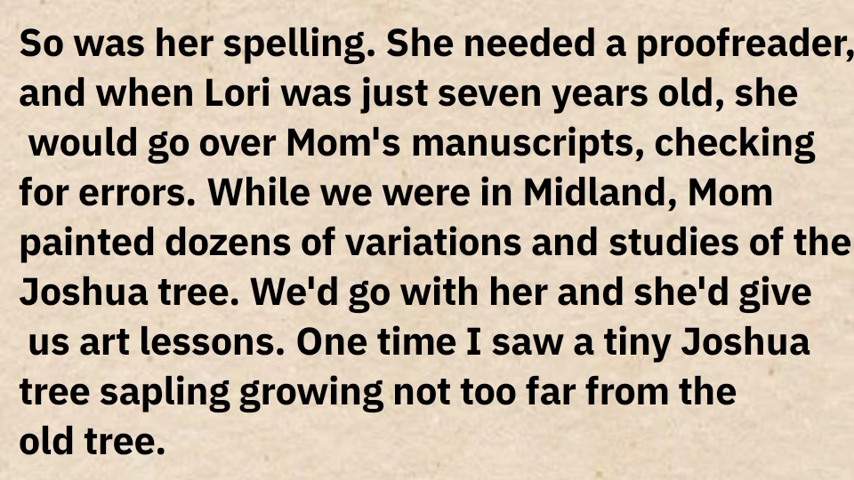 So was her spelling. She needed a proofreader,
and when Lori was just seven years old, she
would go over Mom's manuscripts, checking
for errors. While we were in Midland, Mom
painted dozens of variations and studies of the
Joshua tree. We'd go with her and she'd give
us art lessons. One time I saw a tiny Joshua
tree sapling growing not too far from the
old tree.